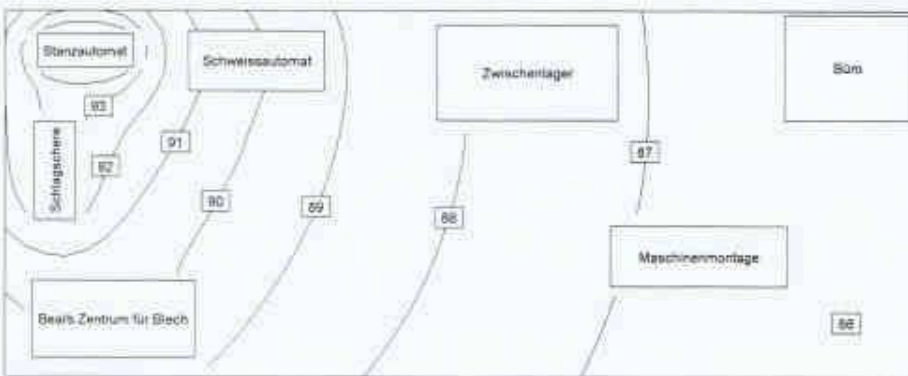 Stanzautomat
Schweissautomat
Zwischenlager
Büro
93
Schlagschere
92
91
90
89
88
87
Maschinenmontage
Bearb. Zentrum für Blech
86